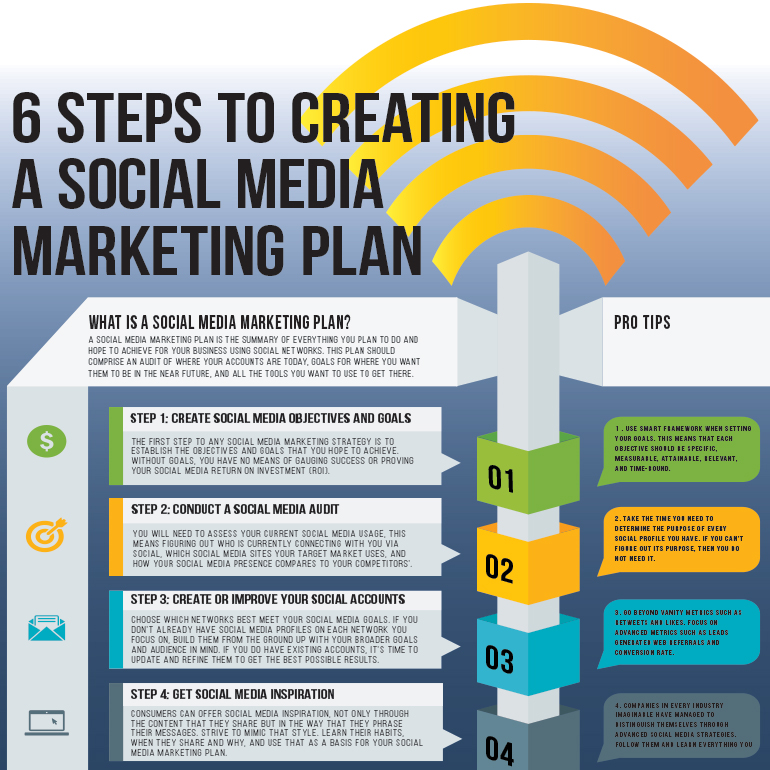 6 STEPS TO CREATING
A SOCIAL MEDIA
MARKETING PLAN
WHAT IS A SOCIAL MEDIA MARKETING PLAN?
A SOCIAL MEDIA MARKETING PLAN IS THE SUMMARY OF EVERYTHING YOU PLAN TO DO AND
HOPE TO ACHIEVE FOR YOUR BUSINESS USING SOCIAL NETWORKS. THIS PLAN SHOULD
COMPRISE AN AUDIT OF WHERE YOUR ACCOUNTS ARE TODAY, GOALS FOR WHERE YOU WANT
THEM TO BE IN THE NEAR FUTURE, AND ALL THE TOOLS YOU WANT TO USE TO GET THERE.
PRO TIPS
$
STEP 1: CREATE SOCIAL MEDIA OBJECTIVES AND GOALS
THE FIRST STEP TO ANY SOCIAL MEDIA MARKETING STRATEGY IS TO
ESTABLISH THE OBJECTIVES AND GOALS THAT YOU HOPE TO ACHIEVE.
WITHOUT GOALS, YOU HAVE NO MEANS OF GAUGING SUCCESS OR PROVING
YOUR SOCIAL MEDIA RETURN ON INVESTMENT (ROI).
01
1 . USE SMART FRAMEWORK WHEN SETTING
YOUR GOALS. THIS MEANS THAT EACH
OBJECTIVE SHOULD BE SPECIFIC,
MEASURABLE, ATTAINABLE, RELEVANT,
AND TIME-BOUND.
STEP 2: CONDUCT A SOCIAL MEDIA AUDIT
YOU WILL NEED TO ASSESS YOUR CURRENT SOCIAL MEDIA USAGE, THIS
MEANS FIGURING OUT WHO IS CURRENTLY CONNECTING WITH YOU VIA
SOCIAL, WHICH SOCIAL MEDIA SITES YOUR TARGET MARKET USES, AND
HOW YOUR SOCIAL MEDIA PRESENCE COMPARES TO YOUR COMPETITORS'.
02
2. TAKE THE TIME YOU NEED TO
DETERMINE THE PURPOSE OF EVERY
SOCIAL PROFILE YOU HAVE. IF YOU CAN'T
FIGURE OUT ITS PURPOSE, THEN YOU DO
NOT NEED IT.
STEP 3: CREATE OR IMPROVE YOUR SOCIAL ACCOUNTS
CHOOSE WHICH NETWORKS BEST MEET YOUR SOCIAL MEDIA GOALS. IF YOU
DON'T ALREADY HAVE SOCIAL MEDIA PROFILES ON EACH NETWORK YOU
FOCUS ON, BUILD THEM FROM THE GROUND UP WITH YOUR BROADER GOALS
AND AUDIENCE IN MIND. IF YOU DO HAVE EXISTING ACCOUNTS, IT'S TIME TO
UPDATE AND REFINE THEM TO GET THE BEST POSSIBLE RESULTS.
03
3. GO BEYOND VANITY METRICS SUCH AS
RETWEETS AND LIKES. FOCUS ON
ADVANCED METRICS SUCH AS LEADS
GENERATED WEB REFERRALS AND
CONVERSION RATE.
STEP 4: GET SOCIAL MEDIA INSPIRATION
CONSUMERS CAN OFFER SOCIAL MEDIA INSPIRATION, NOT ONLY THROUGH
THE CONTENT THAT THEY SHARE BUT IN THE WAY THAT THEY PHRASE
THEIR MESSAGES. STRIVE TO MIMIC THAT STYLE. LEARN THEIR HABITS,
WHEN THEY SHARE AND WHY, AND USE THAT AS A BASIS FOR YOUR SOCIAL
MEDIA MARKETING PLAN.
04
4. COMPANIES IN EVERY INDUSTRY
IMAGINABLE HAVE MANAGED TO
DISTINGUISH THEMSELVES THROUGH
ADVANCED SOCIAL MEDIA STRATEGIES.
FOLLOW THEM AND LEARN EVERYTHING YOU